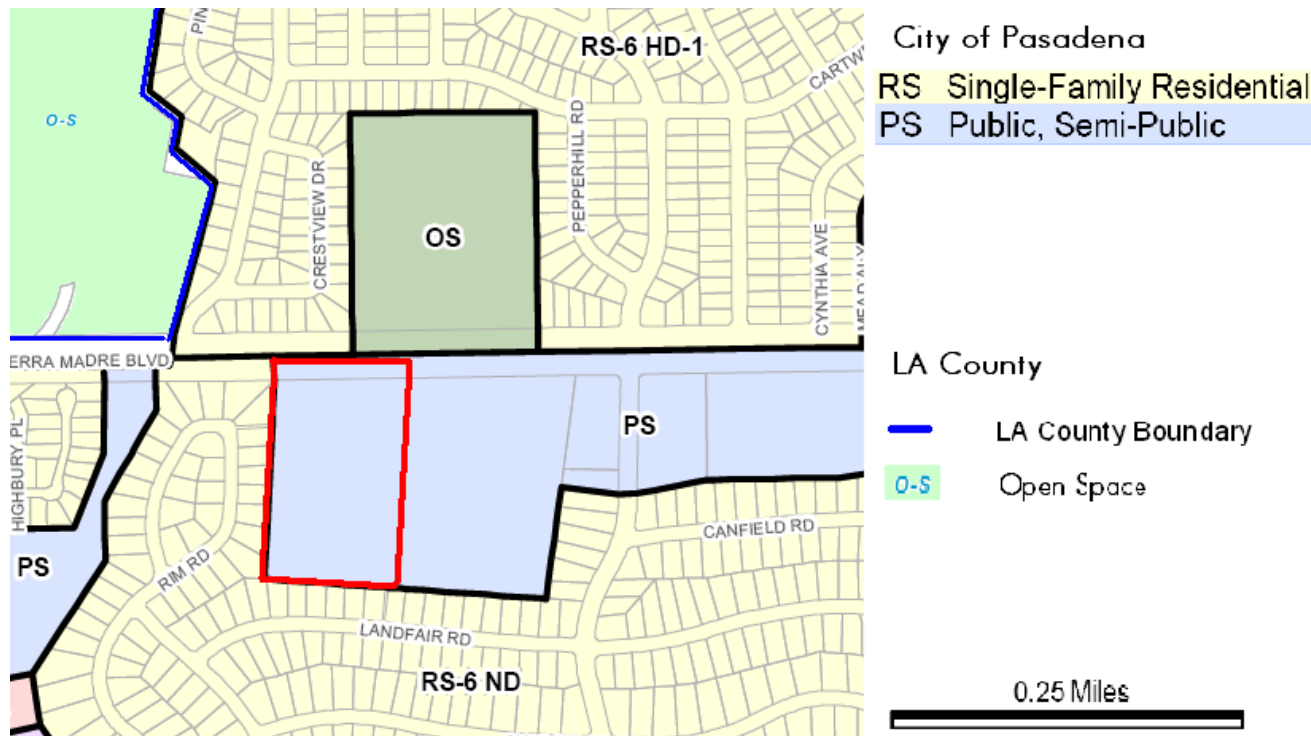 PIN
RS-6 HD-1
CARTW
O-S
PEPPERHILL RD
CRESTVIEW DR
OS
CYNTHIA AVE
ERRA MADRE BLVD
HIGHBURY PL
PS
PS
CANFIELD RD
RIM RD
LANDFAIR RD
RS-6 ND
City of Pasadena
RS Single-Family Residential
PS Public, Semi-Public
LA County
LA County Boundary
O-S Open Space
0.25 Miles